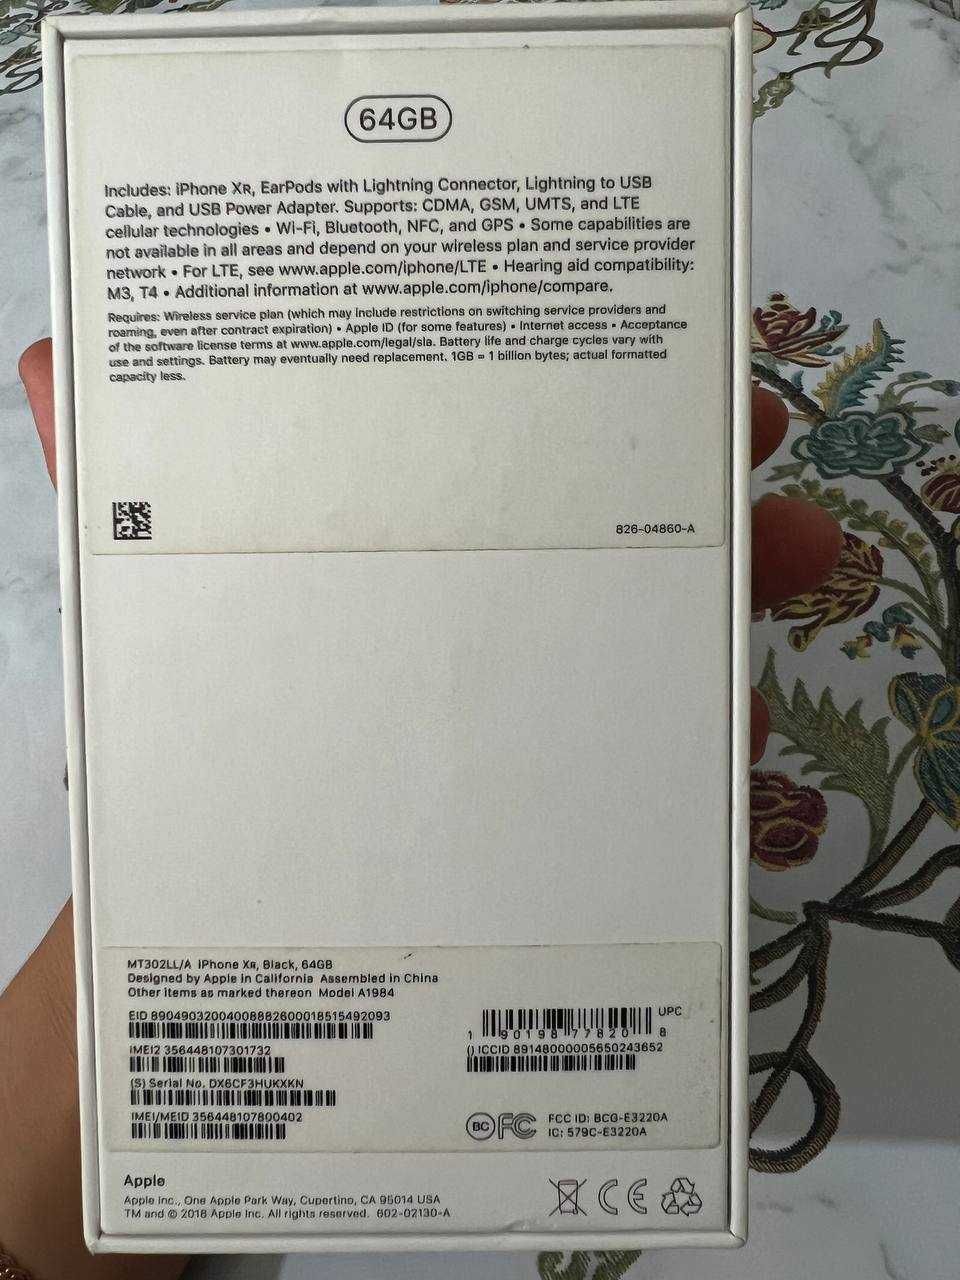 64GB
Includes: iPhone XR, EarPods with Lightning Connector, Lightning to USB
Cable, and USB Power Adapter. Supports: CDMA, GSM, UMTS, and LTE
cellular technologies • Wi-Fi, Bluetooth, NFC, and GPS • Some capabilities are
not available in all areas and depend on your wireless plan and service provider
network • For LTE, see www.apple.com/iphone/LTE • Hearing aid compatibility:
M3, T4 • Additional information at www.apple.com/iphone/compare.
Requires: Wireless service plan (which may include restrictions on switching service providers and
roaming, even after contract expiration) • Apple ID (for some features) • Internet access • Acceptance
of the software license terms at www.apple.com/legal/sla. Battery life and charge cycles vary with
use and settings. Battery may eventually need replacement. 1GB = 1 billion bytes; actual formatted
capacity less.
826-04860-A
MT302LL/A iPhone XR, Black, 64GB
Designed by Apple in California Assembled in China
Other items as marked thereon Model A1984
EID 89049032004008882600018515492093
IMEI2 356448107301732
(S) Serial No. DX6CF3HUKXKN
IMEI/MEID 356448107800402
UPC
1 90198 77820 8
() ICCID 89148000005650243652
BC FC FCC ID: BCG-E3220A
IC: 579C-E3220A
Apple
Apple Inc., One Apple Park Way, Cupertino, CA 95014 USA
TM and © 2018 Apple Inc. All rights reserved. 602-02130-A
CE